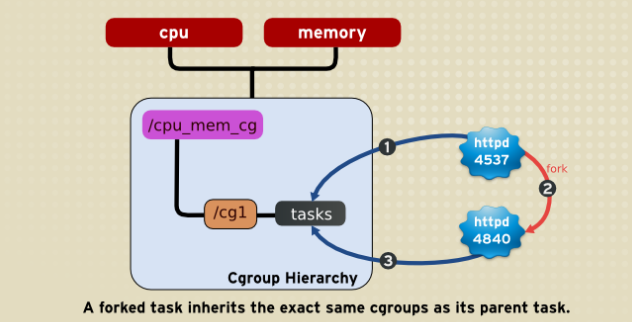 cpu
memory
/cpu_mem_cg
/cg1
tasks
Cgroup Hierarchy
1
httpd
4537
fork
2
httpd
4840
3
A forked task inherits the exact same cgroups as its parent task.